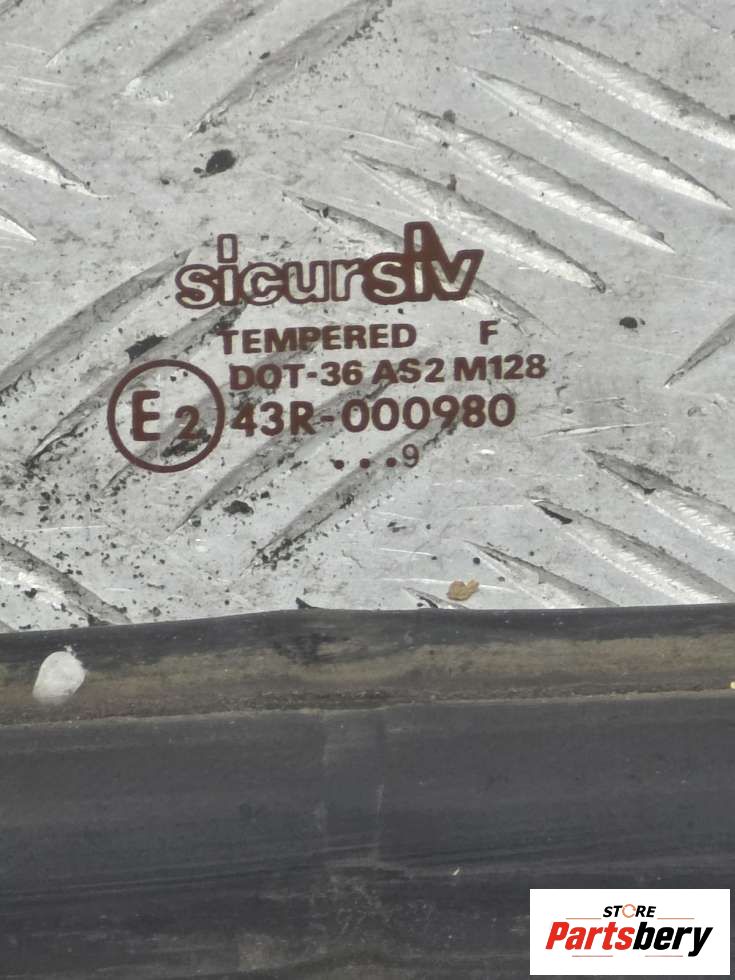 sicursiv
TEMPERED F
DOT-36 AS2 M128
E2 43R-000980
...9
STORE
Partsbery